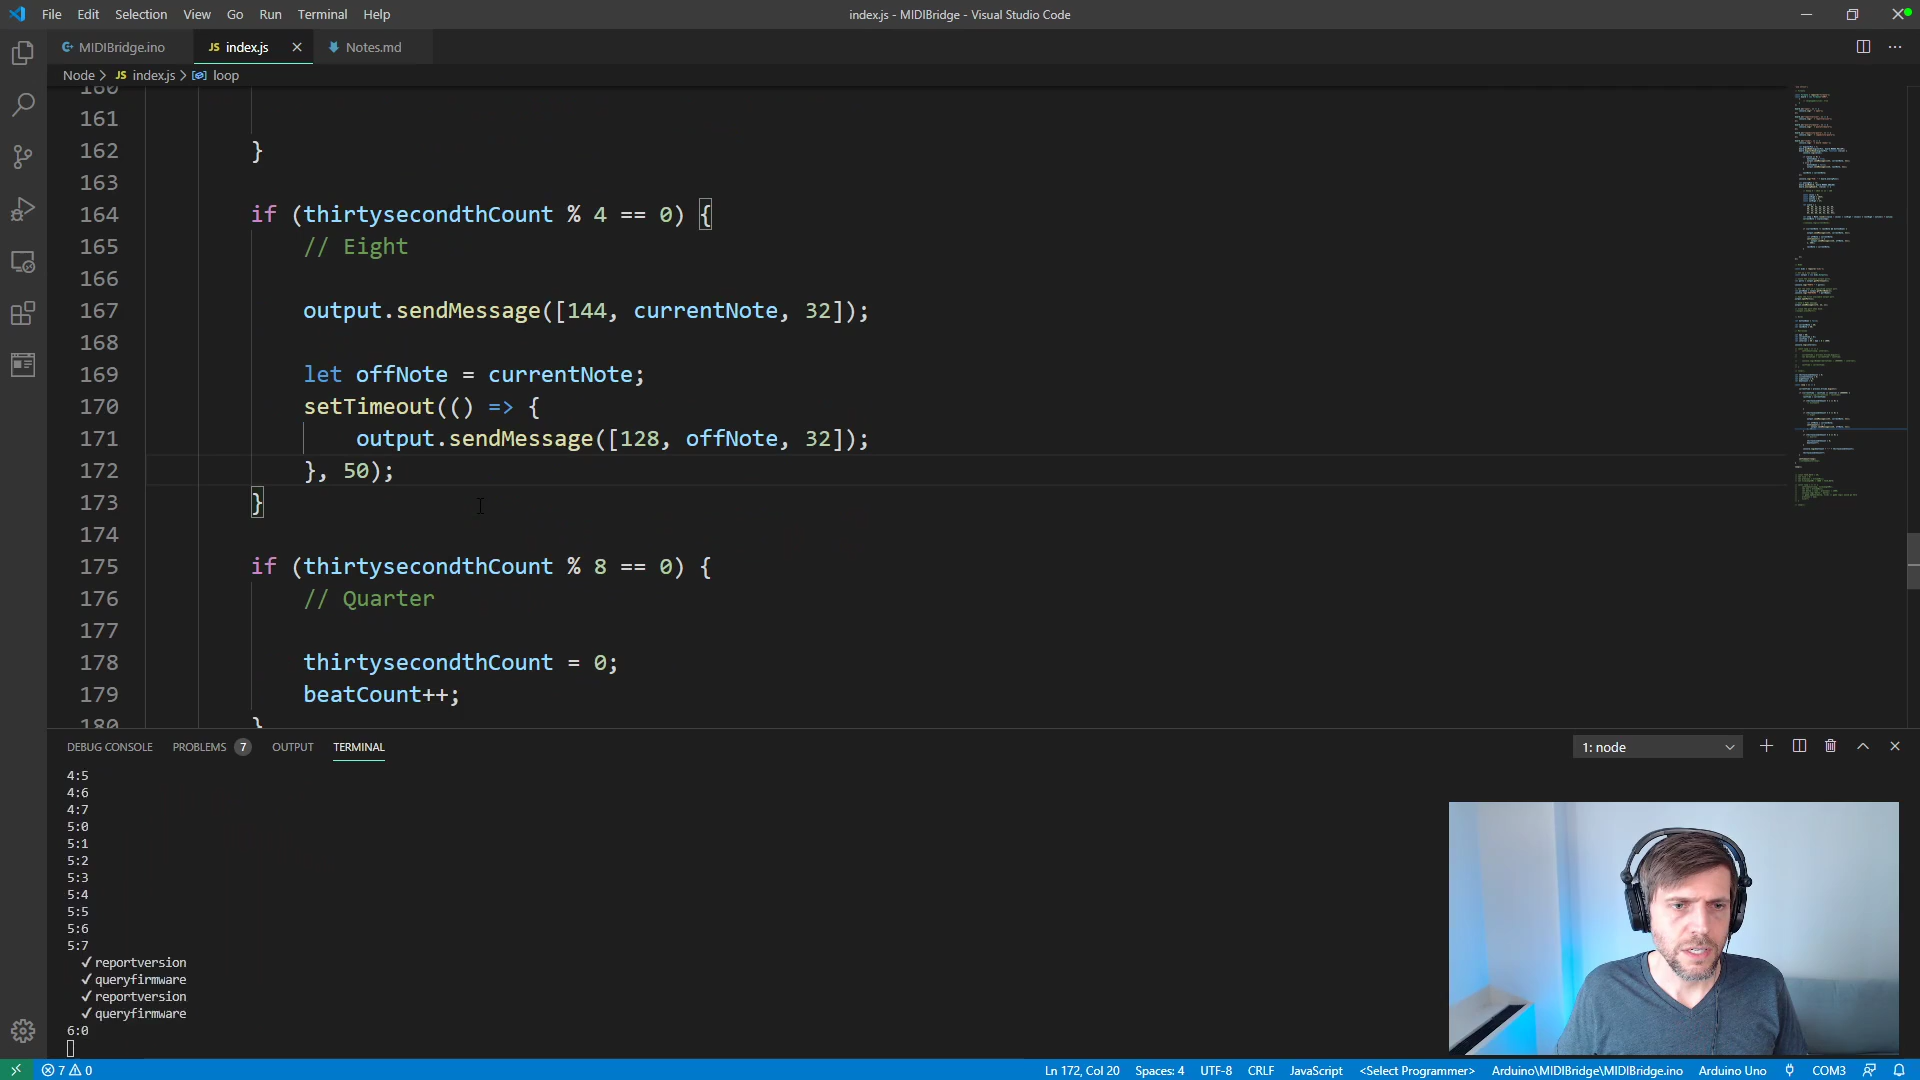 File Edit Selection View Go Run Terminal Help
index.js - MIDIBridge - Visual Studio Code
MIDIBridge.ino
JS index.js
Notes.md
Node > JS index.js > loop
160
161
162 }
163
164 if (thirtysecondthCount % 4 == 0) {
165 // Eight
166
167 output.sendMessage([144, currentNote, 32]);
168
169 let offNote = currentNote;
170 setTimeout(() => {
171 output.sendMessage([128, offNote, 32]);
172 }, 50);
173 }
174
175 if (thirtysecondthCount % 8 == 0) {
176 // Quarter
177
178 thirtysecondthCount = 0;
179 beatCount++;
180 }
DEBUG CONSOLE PROBLEMS 7 OUTPUT TERMINAL
1: node
4:5
4:6
4:7
5:0
5:1
5:2
5:3
5:4
5:5
5:6
5:7
✓ reportversion
✓ queryfirmware
✓ reportversion
✓ queryfirmware
6:0
7 0
Ln 172, Col 20 Spaces: 4 UTF-8 CRLF JavaScript <Select Programmer> Arduino\MIDIBridge\MIDIBridge.ino Arduino Uno COM3